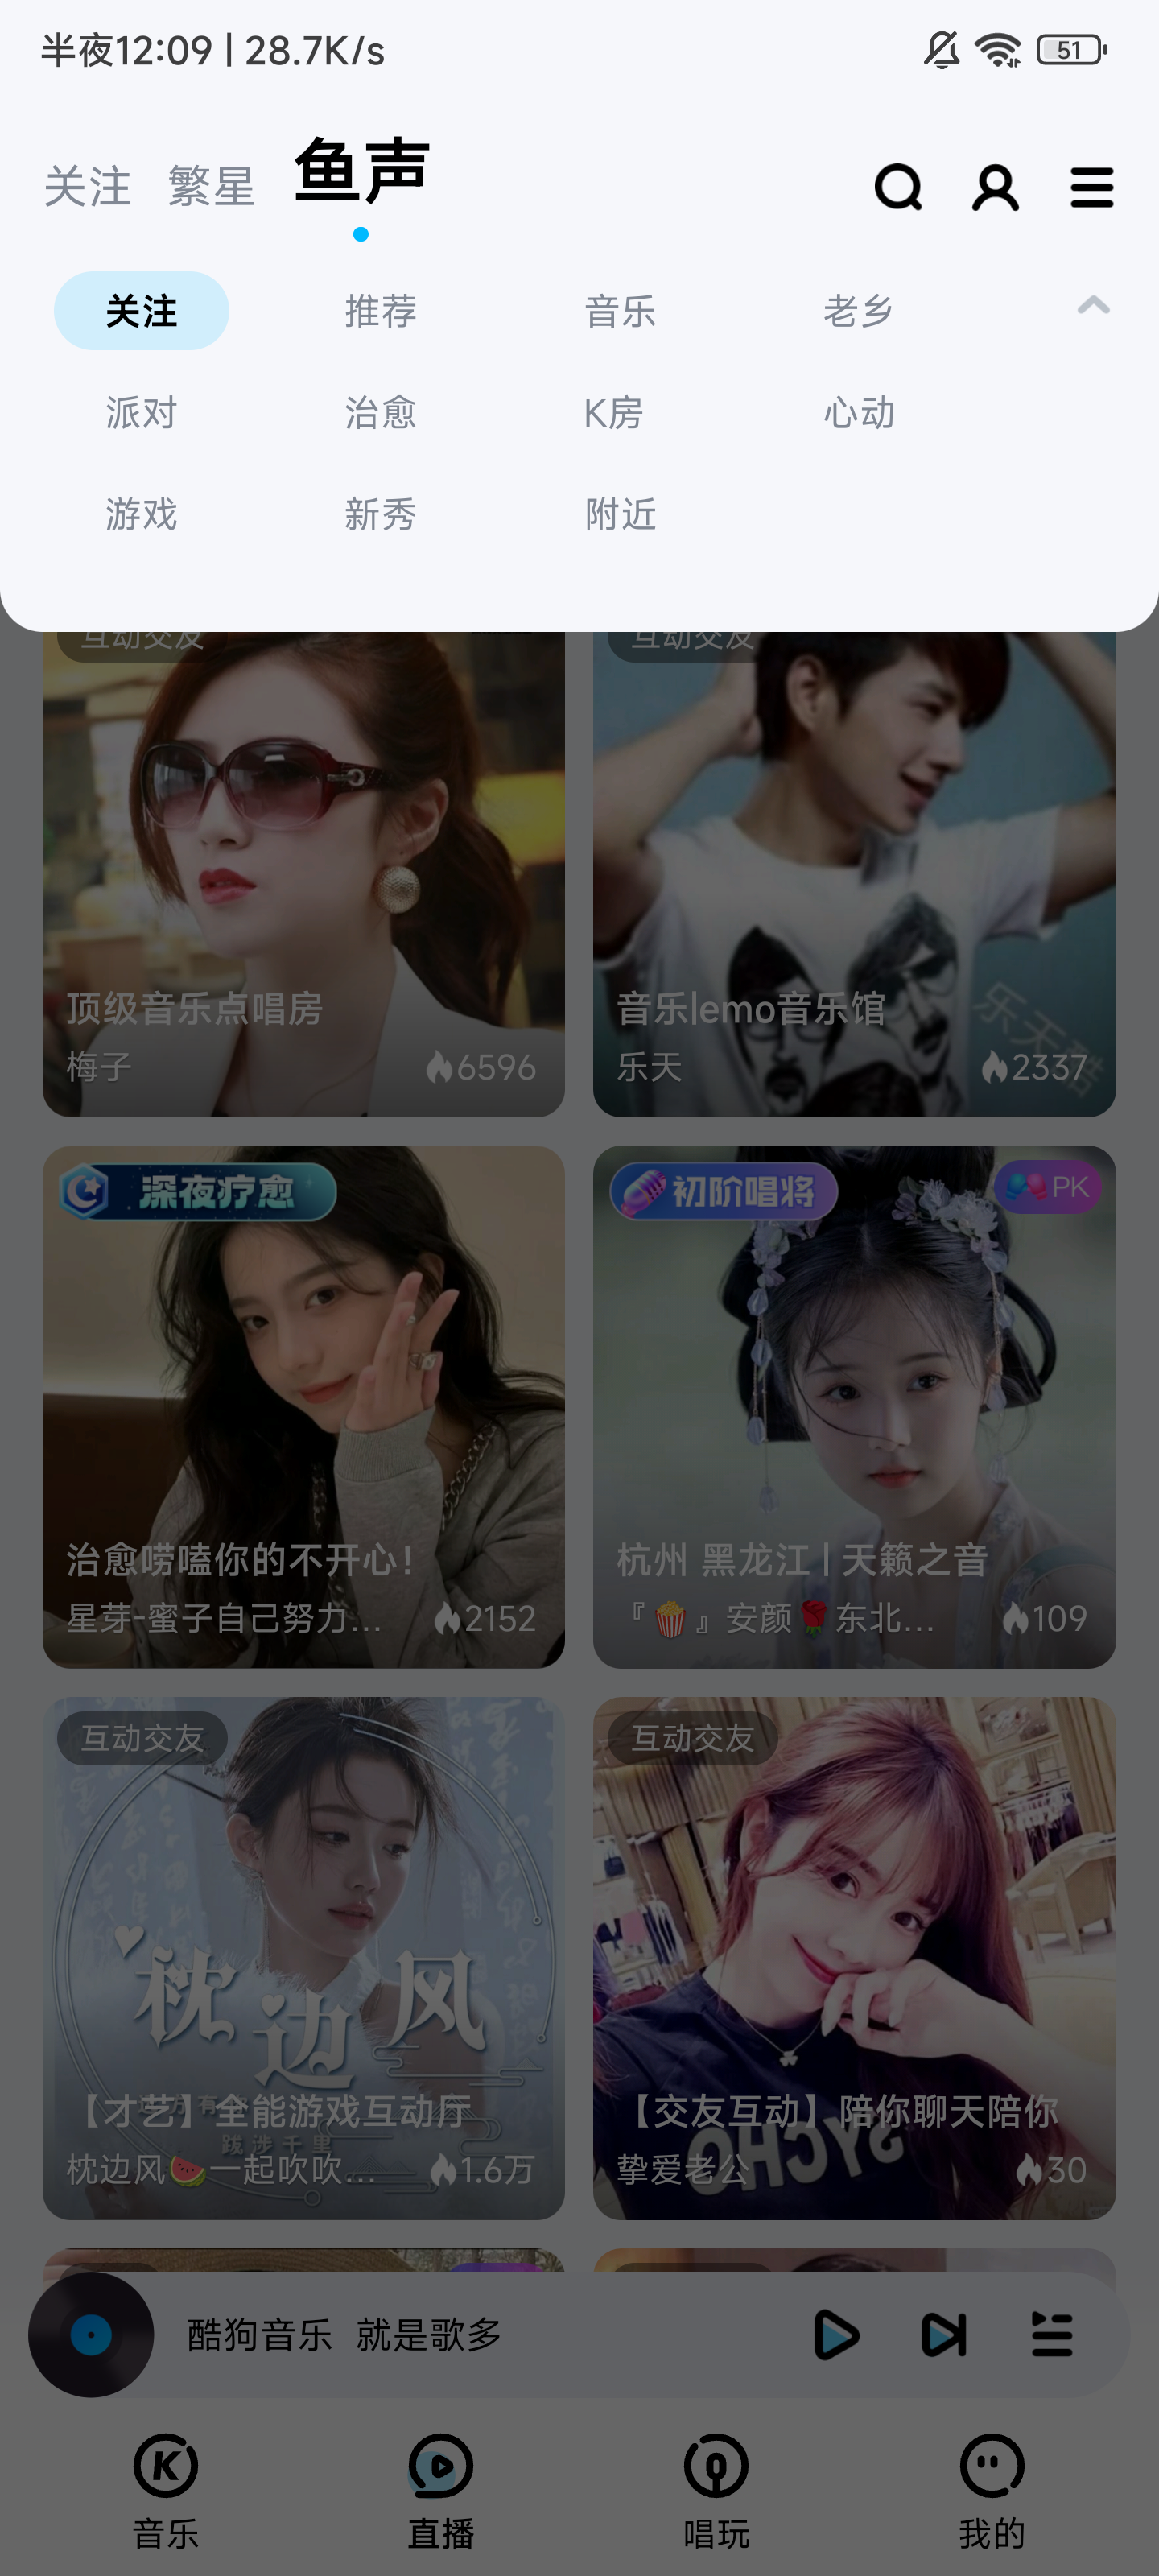 半夜12:09 | 28.7K/s 51
关注 繁星 鱼声
关注 推荐 音乐 老乡
派对 治愈 K房 心动
游戏 新秀 附近
互动交友 互动交友
顶级音乐点唱房
梅子 6596
音乐lemo音乐馆
乐天 2337
乐天酷
深夜疗愈
治愈唠嗑你的不开心!
星芽-蜜子自己努力... 2152
初阶唱将 PK
杭州 黑龙江 | 天籁之音
『🍿』安颜🌹东北... 109
互动交友
枕边风
【才艺】全能游戏互动厅
跋涉千里
枕边风🍉一起吹吹... 1.6万
互动交友
【交友互动】陪你聊天陪你
挚爱老公 30
酷狗音乐 就是歌多
音乐 直播 唱玩 我的